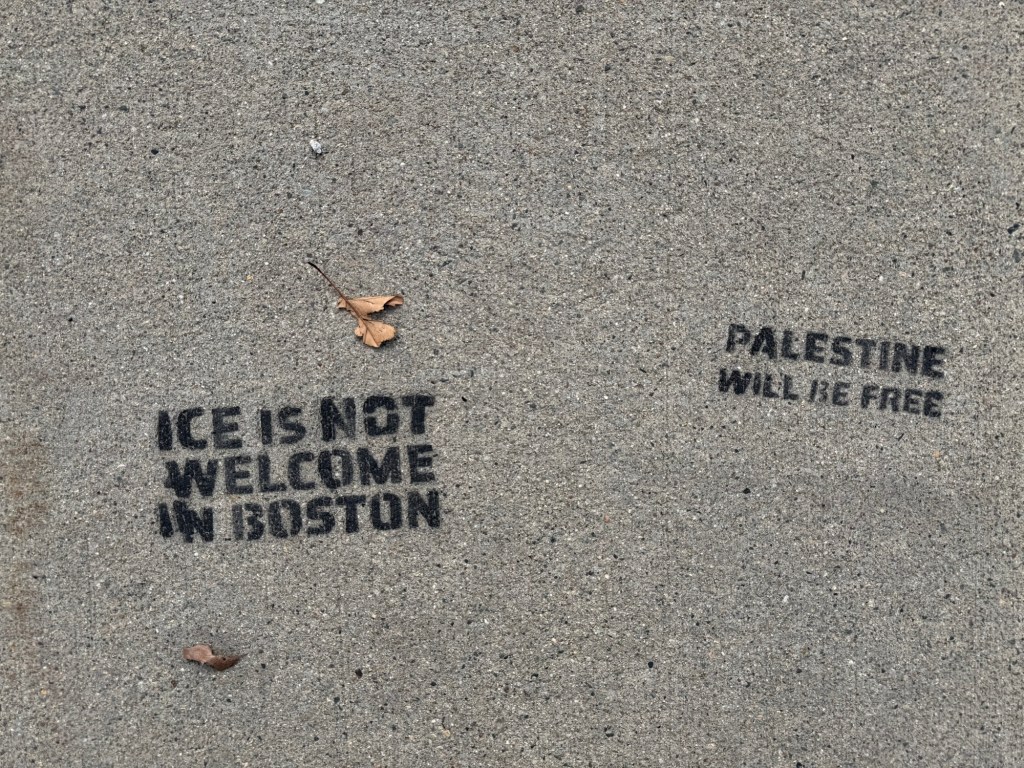 ICE IS NOT
WELCOME
IN BOSTON
PALESTINE
WILL BE FREE